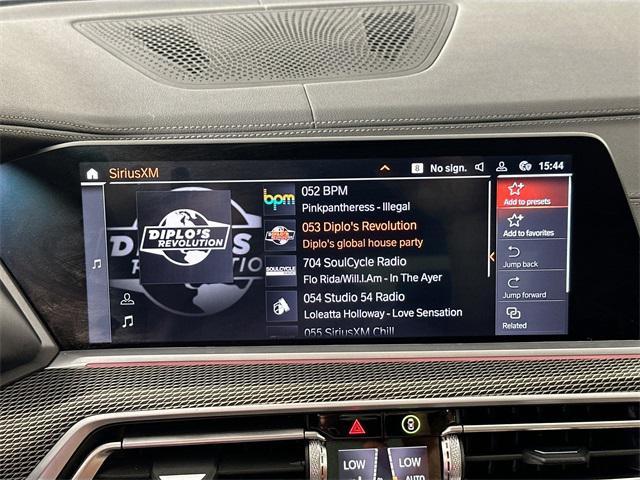 SiriusXM
8 No sign. 15:44
DIPLO'S
REVOLUTION
bpm
052 BPM
Pinkpantheress - Illegal
053 Diplo's Revolution
Diplo's global house party
SOULCYCLE
704 SoulCycle Radio
Flo Rida/Will.I.Am - In The Ayer
054 Studio 54 Radio
Loleatta Holloway - Love Sensation
055 SiriusXM Chill
Add to presets
Add to favorites
Jump back
Jump forward
Related
LOW
LOW
AUTO